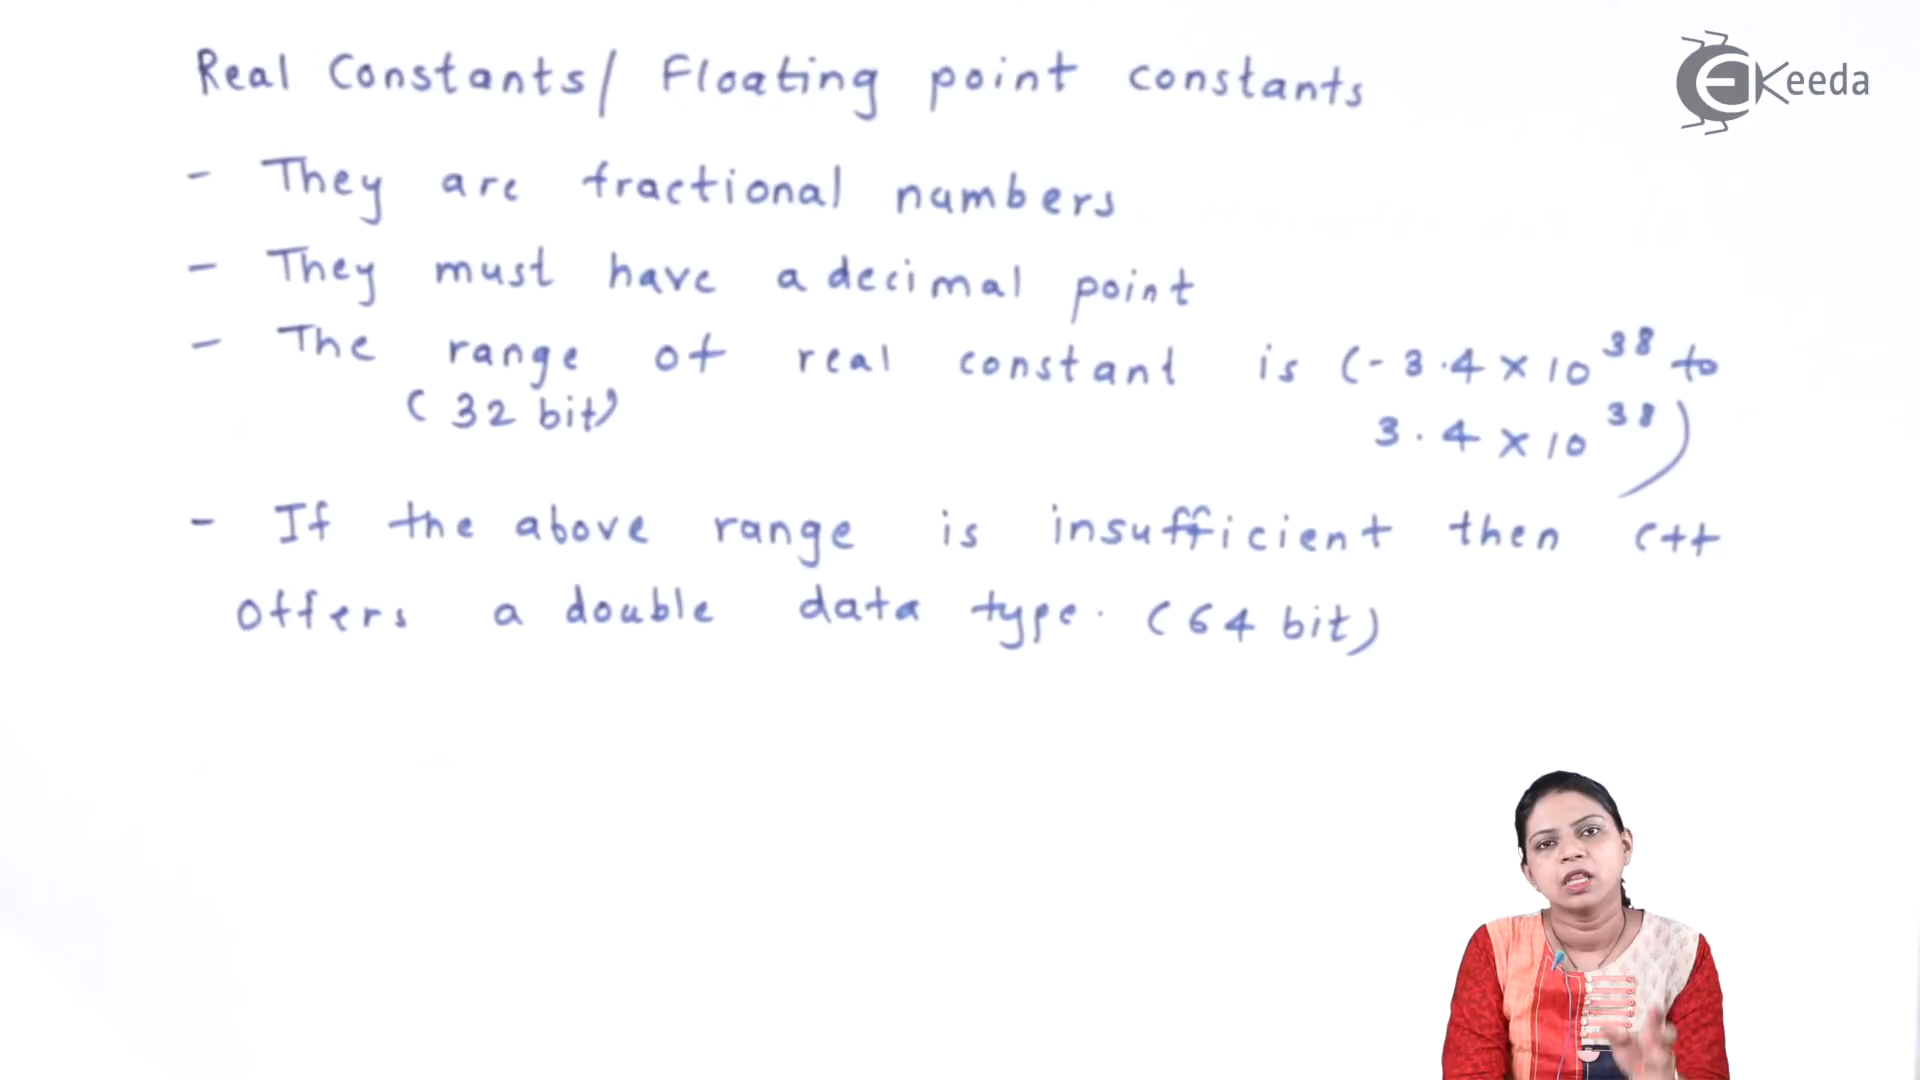 Real Constants/ Floating point constants
EKeeda
- They are fractional numbers
- They must have a decimal point
- The range of real constant is (-3.4 × 10^38 to
(32 bit)
3.4 × 10^38)
- If the above range is insufficient then C++
offers a double data type. (64 bit)